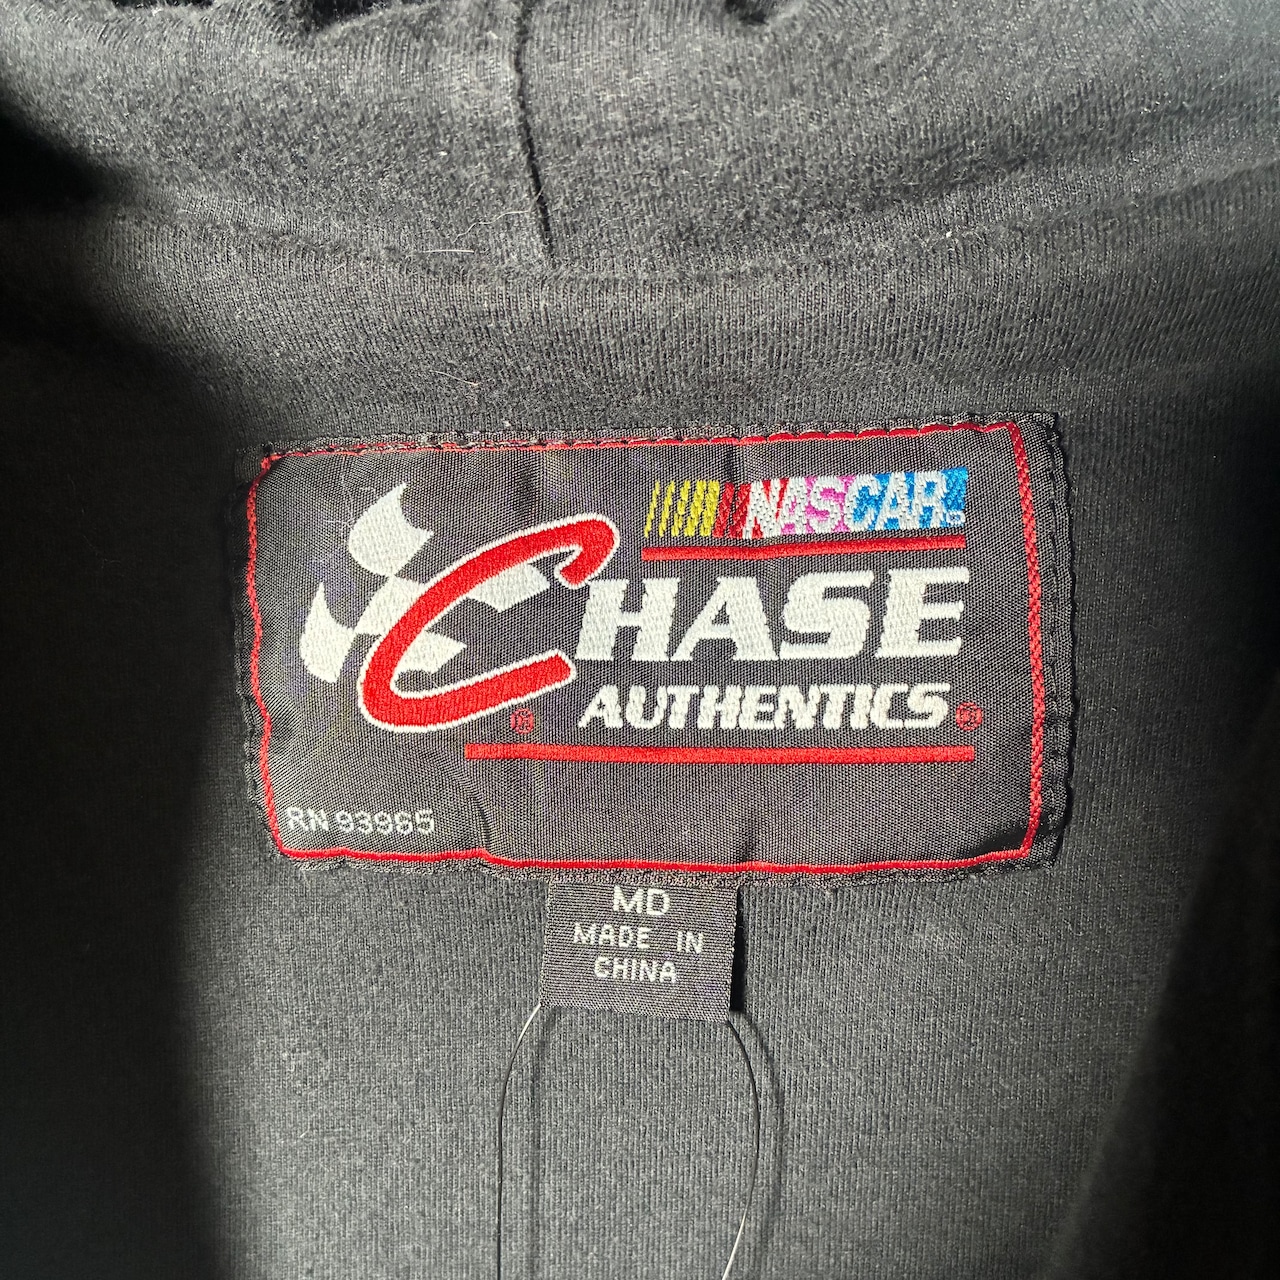 NASCAR®
CHASE
AUTHENTICS®
®
RN 93965
MD
MADE IN
CHINA